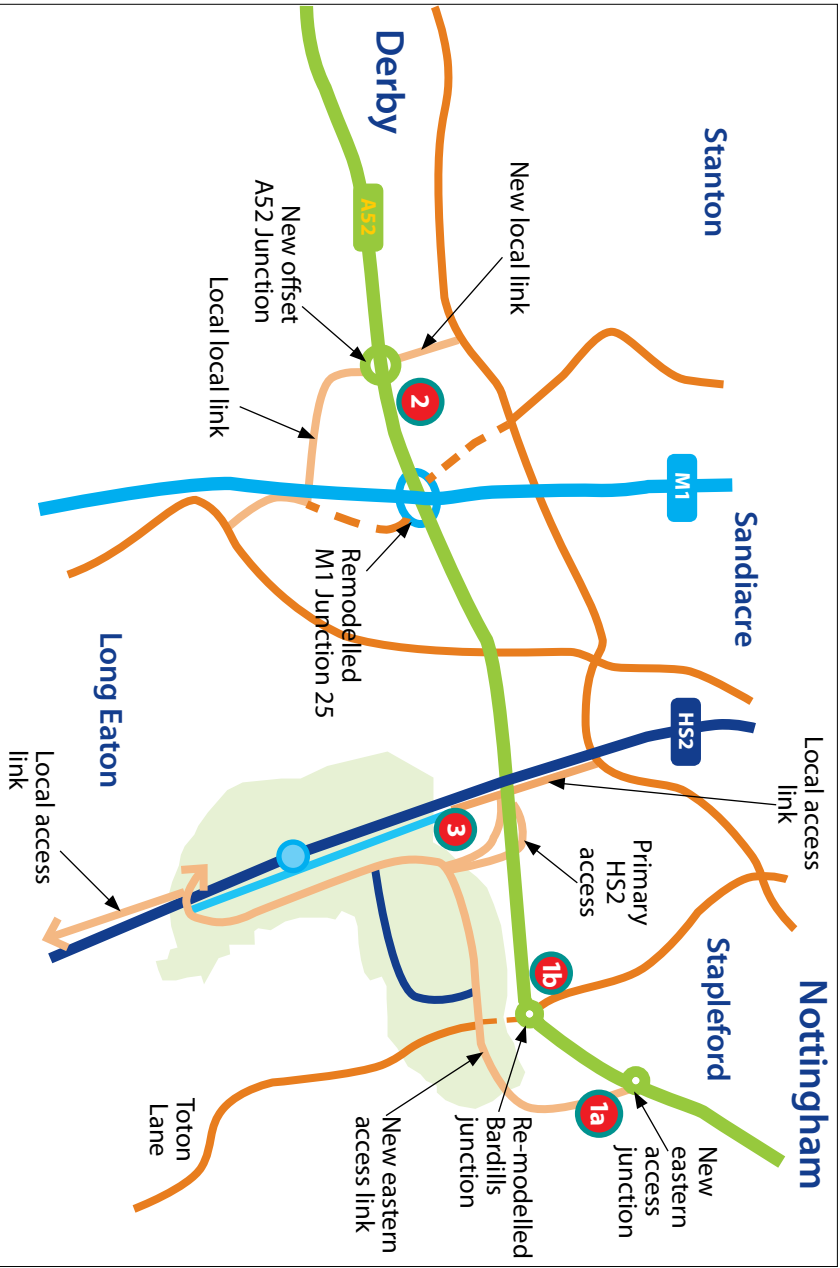 Nottingham
Stanton
Sandiacre
Stapleford
Derby
Long Eaton
M1
HS2
A52
New local link
New offset
A52 Junction
Local local link
2
Remodelled
M1 Junction 25
Local access
link
Primary
HS2
access
3
1b
1a
New
eastern
access
junction
Re-modelled
Bardills
junction
New eastern
access link
Toton
Lane
Local access
link